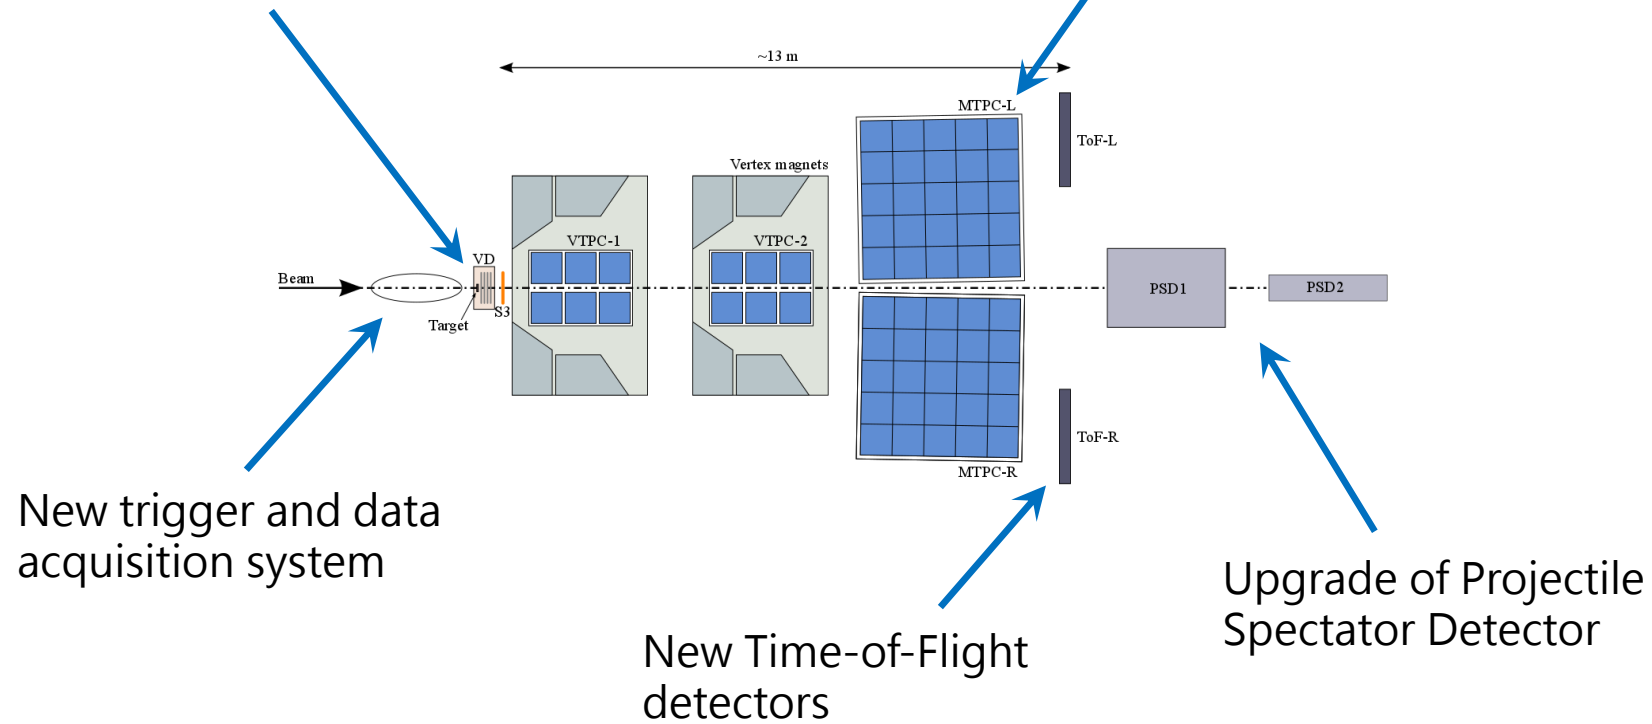 ~13 m
MTPC-L
ToF-L
Vertex magnets
VTPC-1
VTPC-2
VD
Beam
PSD1
PSD2
S3
Target
ToF-R
MTPC-R
New trigger and data
acquisition system
Upgrade of Projectile
Spectator Detector
New Time-of-Flight
detectors